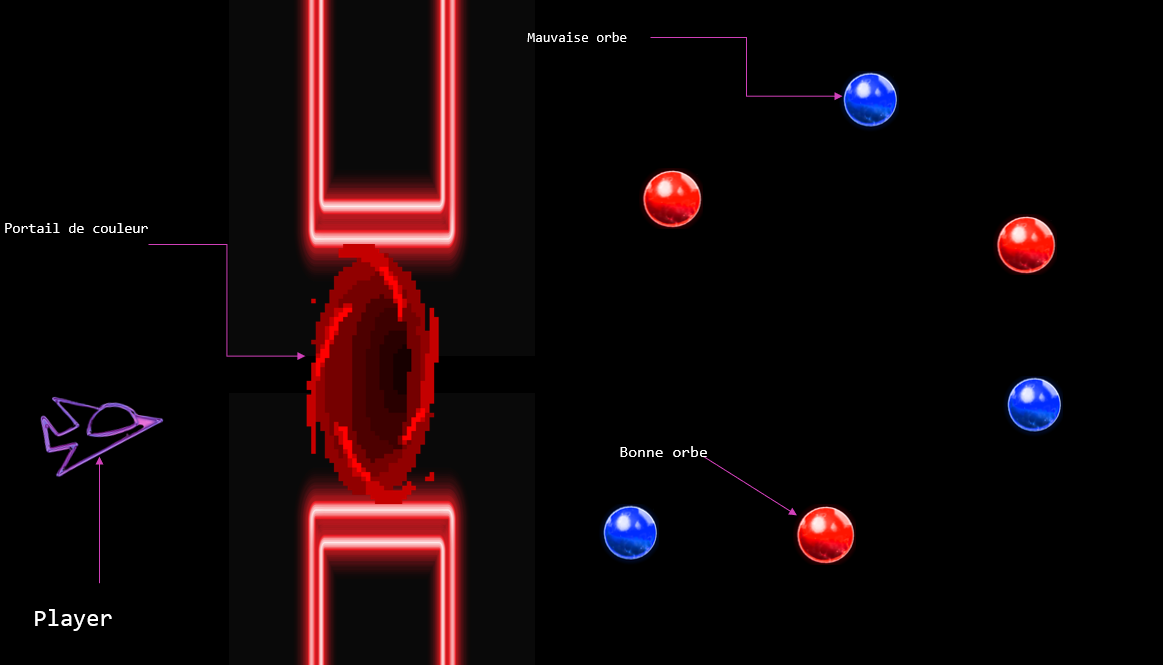 Mauvaise orbe
Portail de couleur
Bonne orbe
Player